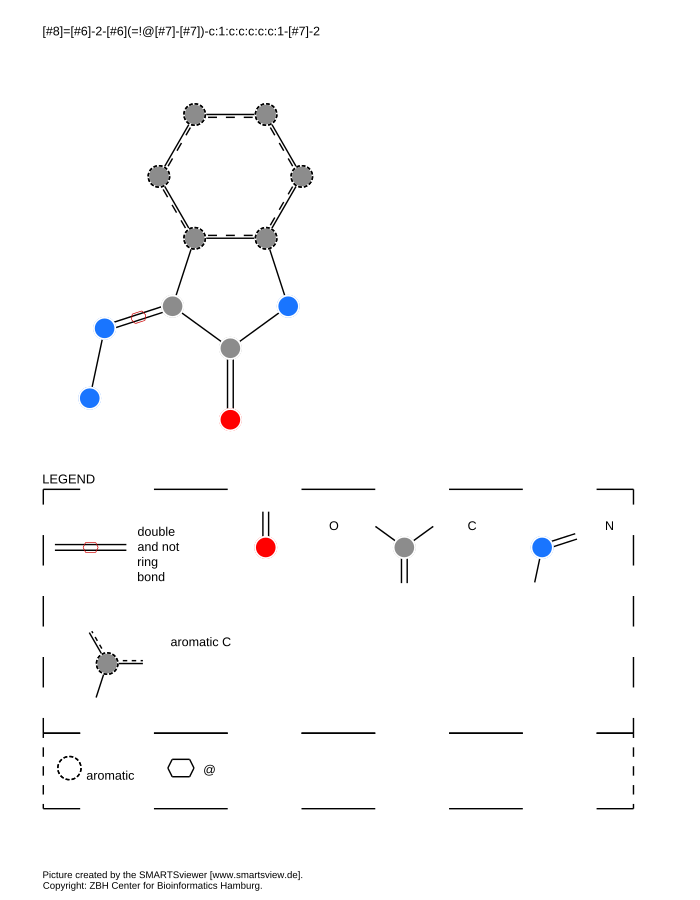 [#8]=[#6]-2-[#6](=!@[#7]-[#7])-c:1:c:c:c:c:c:1-[#7]-2
LEGEND
double
and not
ring
bond
O
C
N
aromatic C
aromatic
@
Picture created by the SMARTSviewer [www.smartsview.de].
Copyright: ZBH Center for Bioinformatics Hamburg.